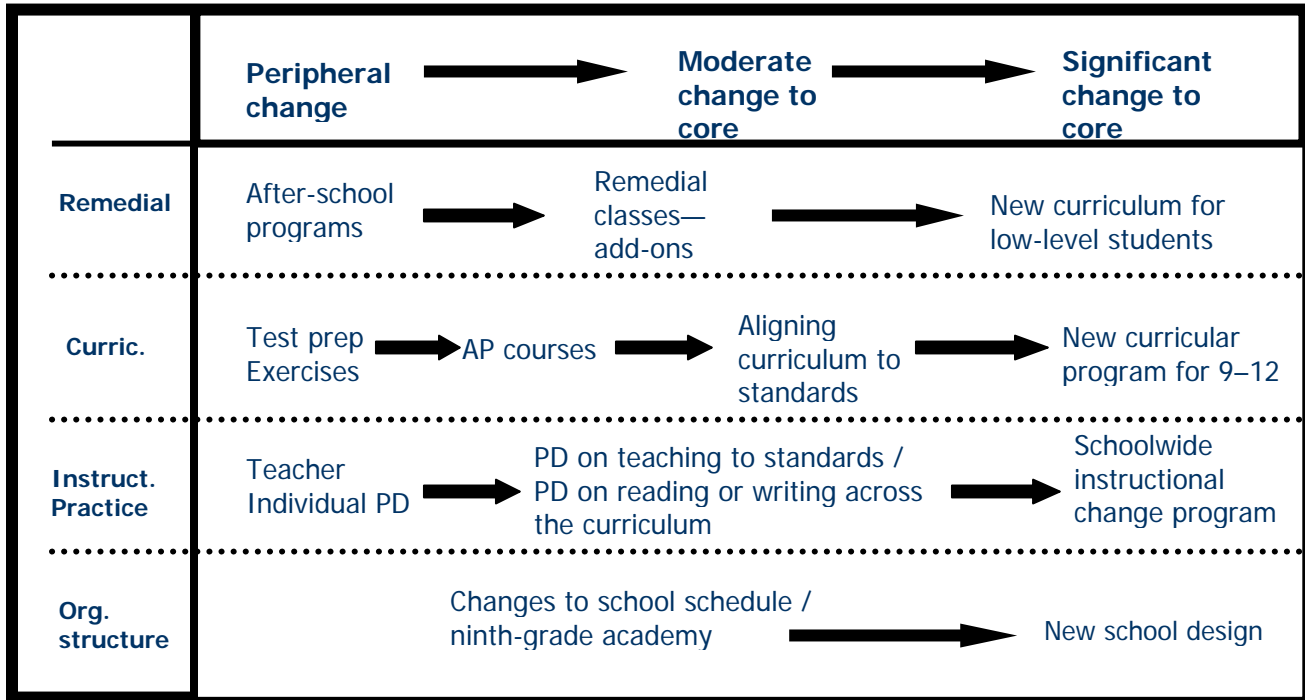 Peripheral
change
Moderate
change to
core
Significant
change to
core
Remedial
After-school
programs
Remedial
classes—
add-ons
New curriculum for
low-level students
Curric.
Test prep
Exercises
AP courses
Aligning
curriculum to
standards
New curricular
program for 9–12
Instruct.
Practice
Teacher
Individual PD
PD on teaching to standards /
PD on reading or writing across
the curriculum
Schoolwide
instructional
change program
Org.
structure
Changes to school schedule /
ninth-grade academy
New school design